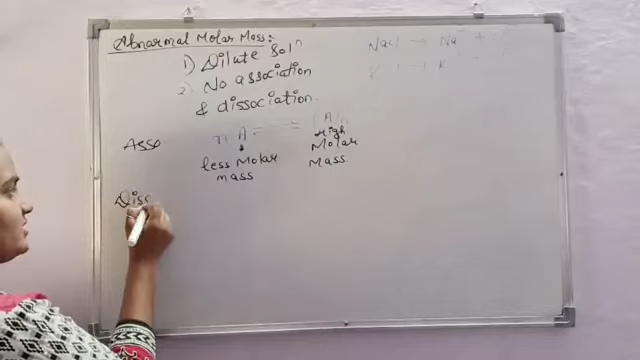 Abnormal Molar Mass:
1) Dilute Solⁿ
2) No association
& dissociation
NaCl → Na⁺ +
K
Asso
n A (A)n
less Molar mass
High Molar Mass
Diss